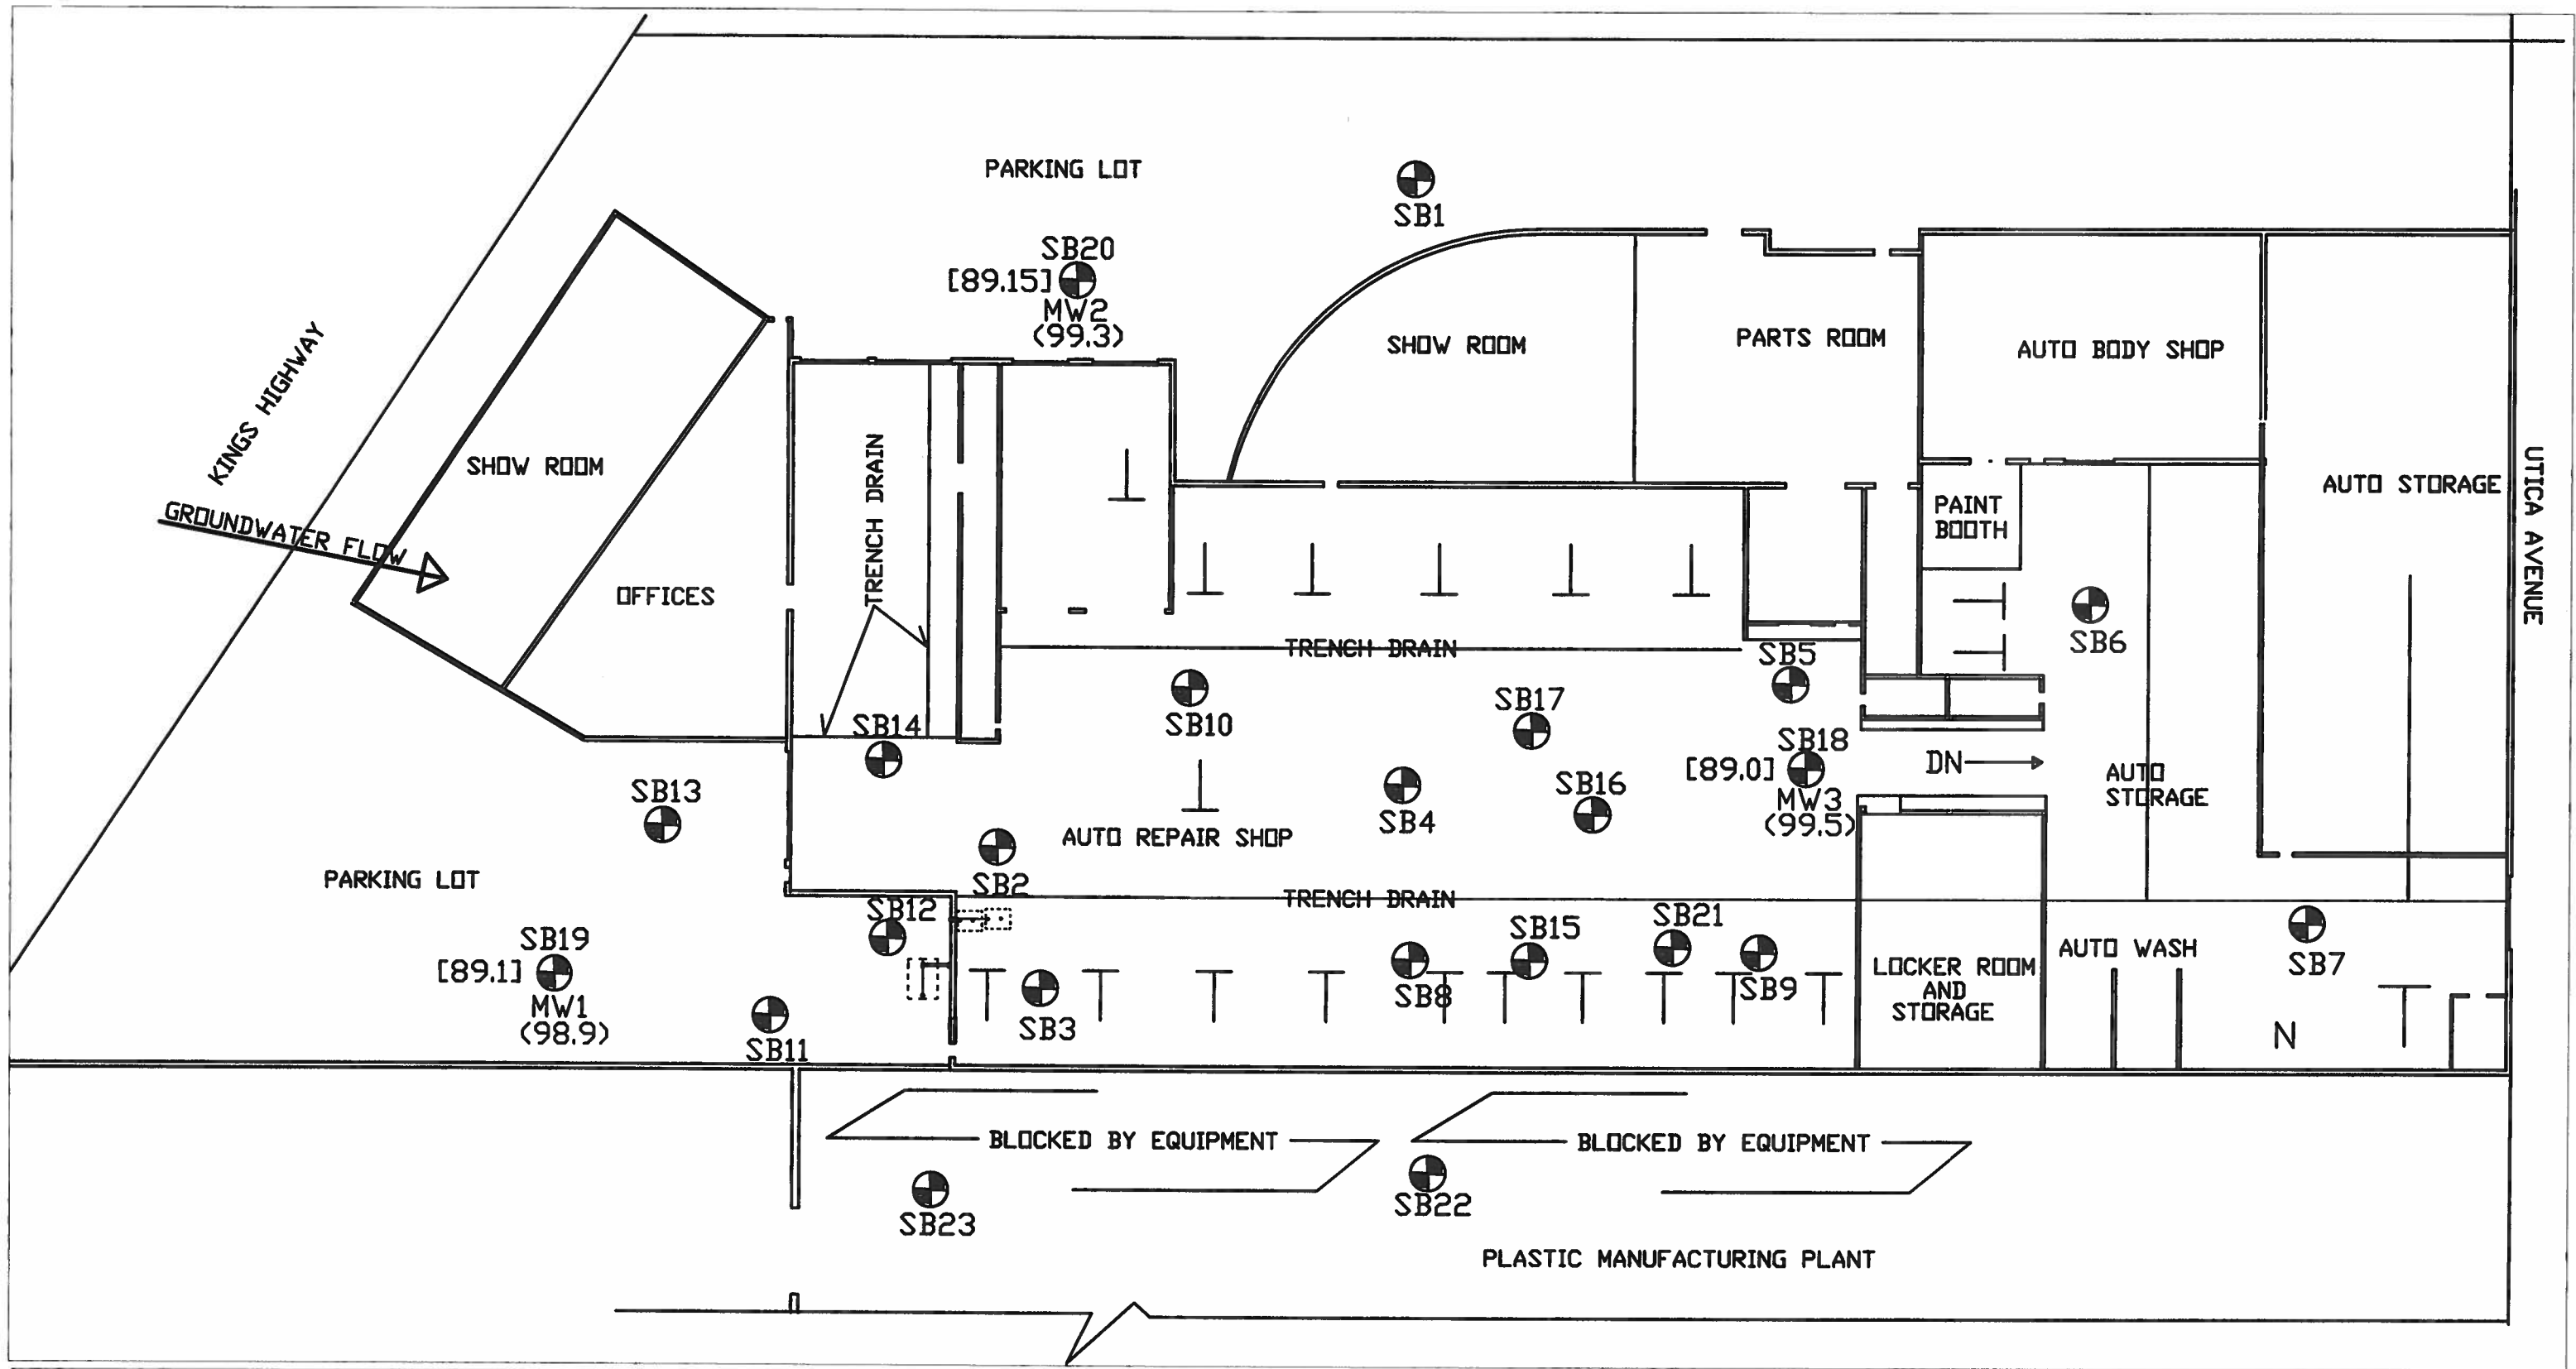 PARKING LOT
SB1
SB20
[89.15]
MW2
(99.3)
KINGS HIGHWAY
SHOW ROOM
PARTS ROOM
AUTO BODY SHOP
SHOW ROOM
TRENCH DRAIN
AUTO STORAGE
UTICA AVENUE
GROUNDWATER FLOW
PAINT
BOOTH
OFFICES
SB6
TRENCH DRAIN
SB5
SB10
SB17
SB14
SB18
[89.0]
MW3
(99.5)
DN
AUTO
STORAGE
SB13
SB16
SB4
AUTO REPAIR SHOP
SB2
PARKING LOT
TRENCH DRAIN
SB12
SB15
SB21
SB19
[89.1]
MW1
(98.9)
SB11
SB3
SB8
SB9
LOCKER ROOM
AND
STORAGE
AUTO WASH
SB7
N
BLOCKED BY EQUIPMENT
BLOCKED BY EQUIPMENT
SB23
SB22
PLASTIC MANUFACTURING PLANT